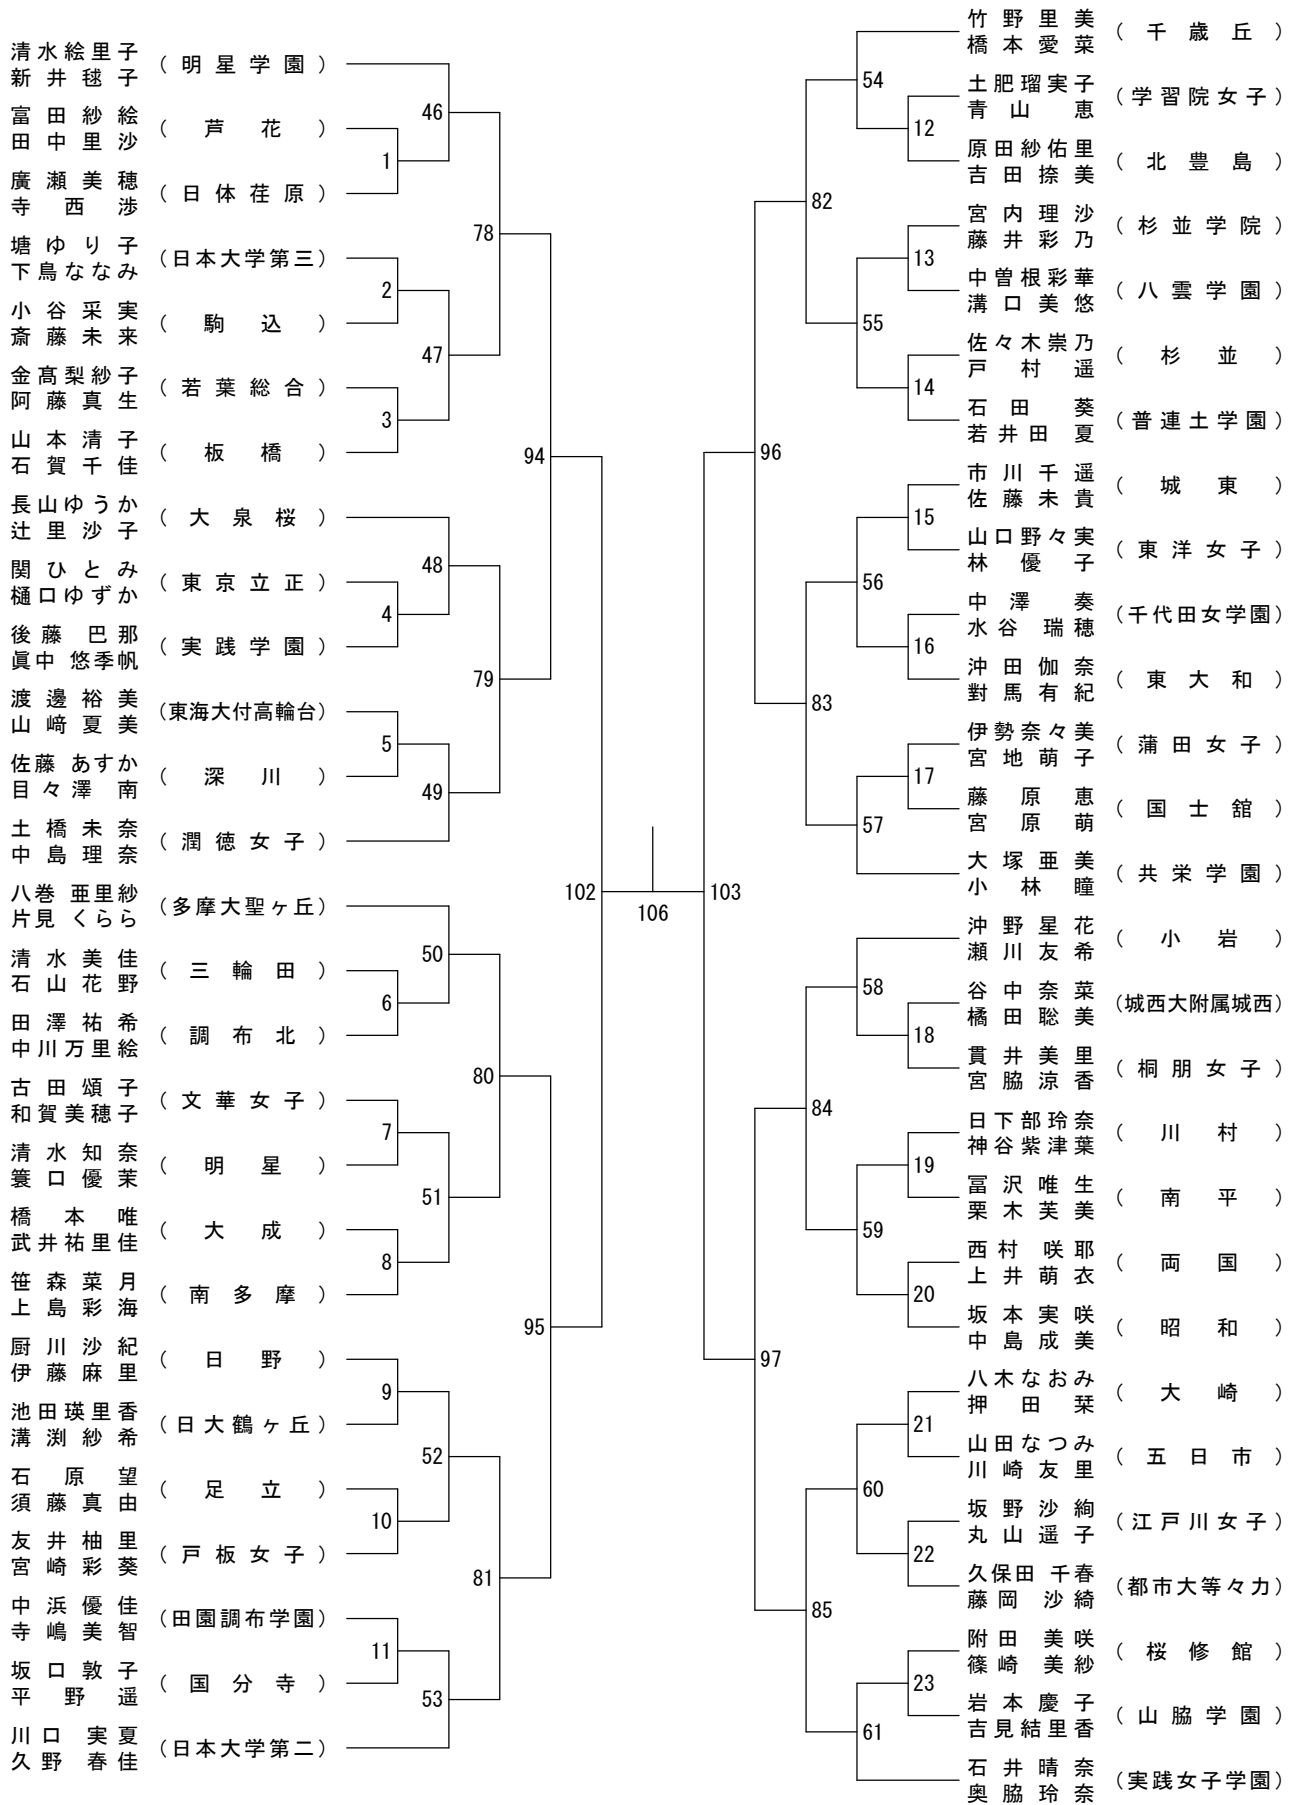 清水絵里子
新井毬子
（明星学園）
富田紗絵
田中里沙
（芦花）
廣瀬美穂
寺西渉
（日体荏原）
塘ゆり子
下鳥ななみ
（日本大学第三）
小谷采実
斎藤未来
（駒込）
金髙梨紗子
阿藤真生
（若葉総合）
山本清子
石賀千佳
（板橋）
長山ゆうか
辻里沙子
（大泉桜）
関ひとみ
樋口ゆずか
（東京立正）
後藤巴那
眞中悠季帆
（実践学園）
渡邊裕美
山﨑夏美
（東海大付高輪台）
佐藤あすか
目々澤南
（深川）
土橋未奈
中島理奈
（潤徳女子）
八巻亜里紗
片見くらら
（多摩大聖ヶ丘）
清水美佳
石山花野
（三輪田）
田澤祐希
中川万里絵
（調布北）
古田頌子
和賀美穂子
（文華女子）
清水知奈
簑口優茉
（明星）
橋本唯
武井祐里佳
（大成）
笹森菜月
上島彩海
（南多摩）
厨川沙紀
伊藤麻里
（日野）
池田瑛里香
溝渕紗希
（日大鶴ヶ丘）
石原望
須藤真由
（足立）
友井柚里
宮崎彩葵
（戸板女子）
中浜優佳
寺嶋美智
（田園調布学園）
坂口敦子
平野遥
（国分寺）
川口実夏
久野春佳
（日本大学第二）
1
2
3
4
5
6
7
8
9
10
11
46
47
48
49
50
51
52
53
78
79
80
81
94
95
102
106
103
96
97
82
83
84
85
54
55
56
57
58
59
60
61
12
13
14
15
16
17
18
19
20
21
22
23
竹野里美
橋本愛菜
（千歳丘）
土肥瑠実子
青山恵
（学習院女子）
原田紗佑里
吉田捺美
（北豊島）
宮内理沙
藤井彩乃
（杉並学院）
中曽根彩華
溝口美悠
（八雲学園）
佐々木崇乃
戸村遥
（杉並）
石田葵
若井田夏
（普連土学園）
市川千遥
佐藤未貴
（城東）
山口野々実
林優子
（東洋女子）
中澤奏
水谷瑞穂
（千代田女学園）
沖田伽奈
對馬有紀
（東大和）
伊勢奈々美
宮地萌子
（蒲田女子）
藤原恵
宮原萌
（国士舘）
大塚亜美
小林瞳
（共栄学園）
沖野星花
瀬川友希
（小岩）
谷中奈菜
橘田聡美
（城西大附属城西）
貫井美里
宮脇涼香
（桐朋女子）
日下部玲奈
神谷紫津葉
（川村）
冨沢唯生
栗木芙美
（南平）
西村咲耶
上井萌衣
（両国）
坂本実咲
中島成美
（昭和）
八木なおみ
押田栞
（大崎）
山田なつみ
川崎友里
（五日市）
坂野沙絢
丸山遥子
（江戸川女子）
久保田千春
藤岡沙綺
（都市大等々力）
附田美咲
篠崎美紗
（桜修館）
岩本慶子
吉見結里香
（山脇学園）
石井晴奈
奥脇玲奈
（実践女子学園）